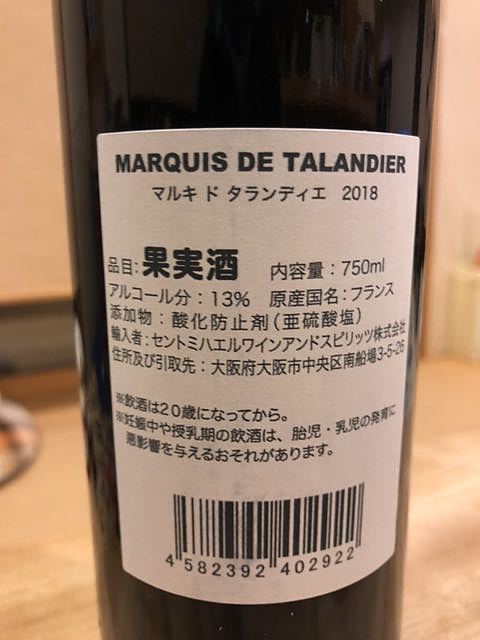 MARQUIS DE TALANDIER
マルキ ド タランディエ 2018
品目:果実酒 内容量:750ml
アルコール分:13% 原産国名:フランス
添加物:酸化防止剤(亜硫酸塩)
輸入者:セントミハエルワインアンドスピリッツ株式会社
住所及び引取先:大阪府大阪市中央区南船場3-5-26
※飲酒は20歳になってから。
※妊娠中や授乳期の飲酒は、胎児・乳児の発育に
悪影響を与えるおそれがあります。
4 582392 402922